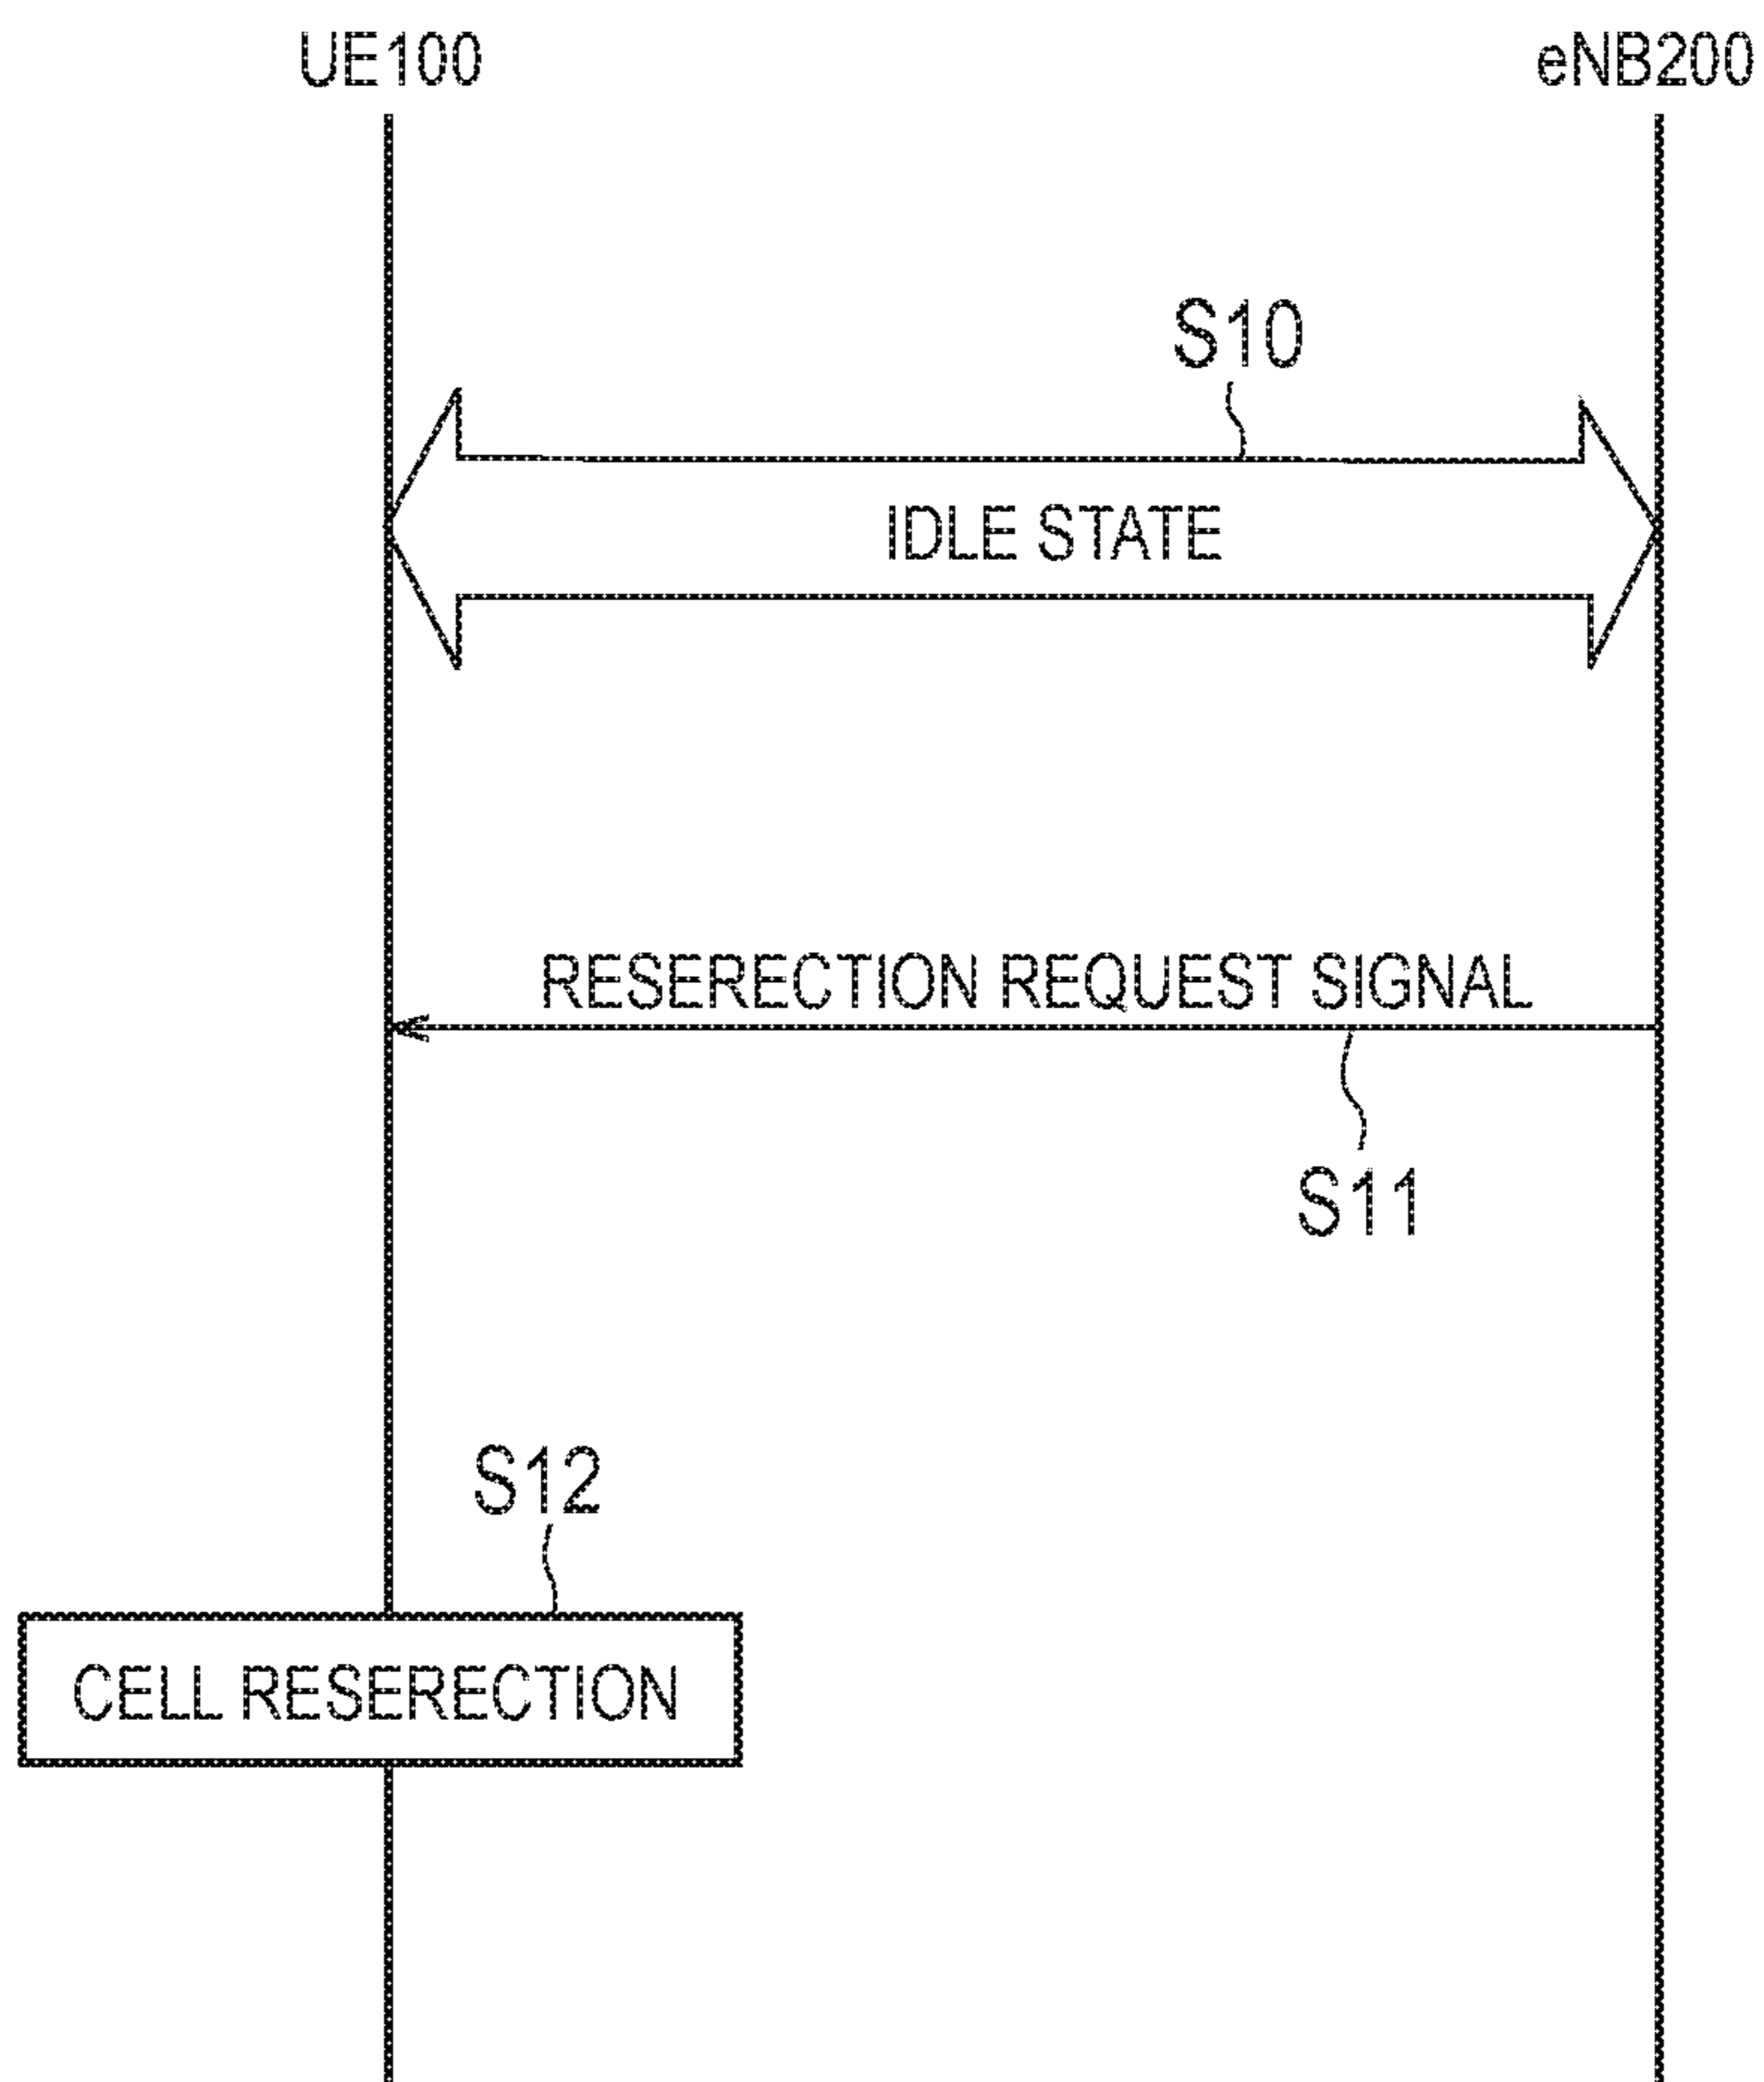 UE100
eNB200
S10
IDLE STATE
RESERECTION REQUEST SIGNAL
S11
S12
CELL RESERECTION